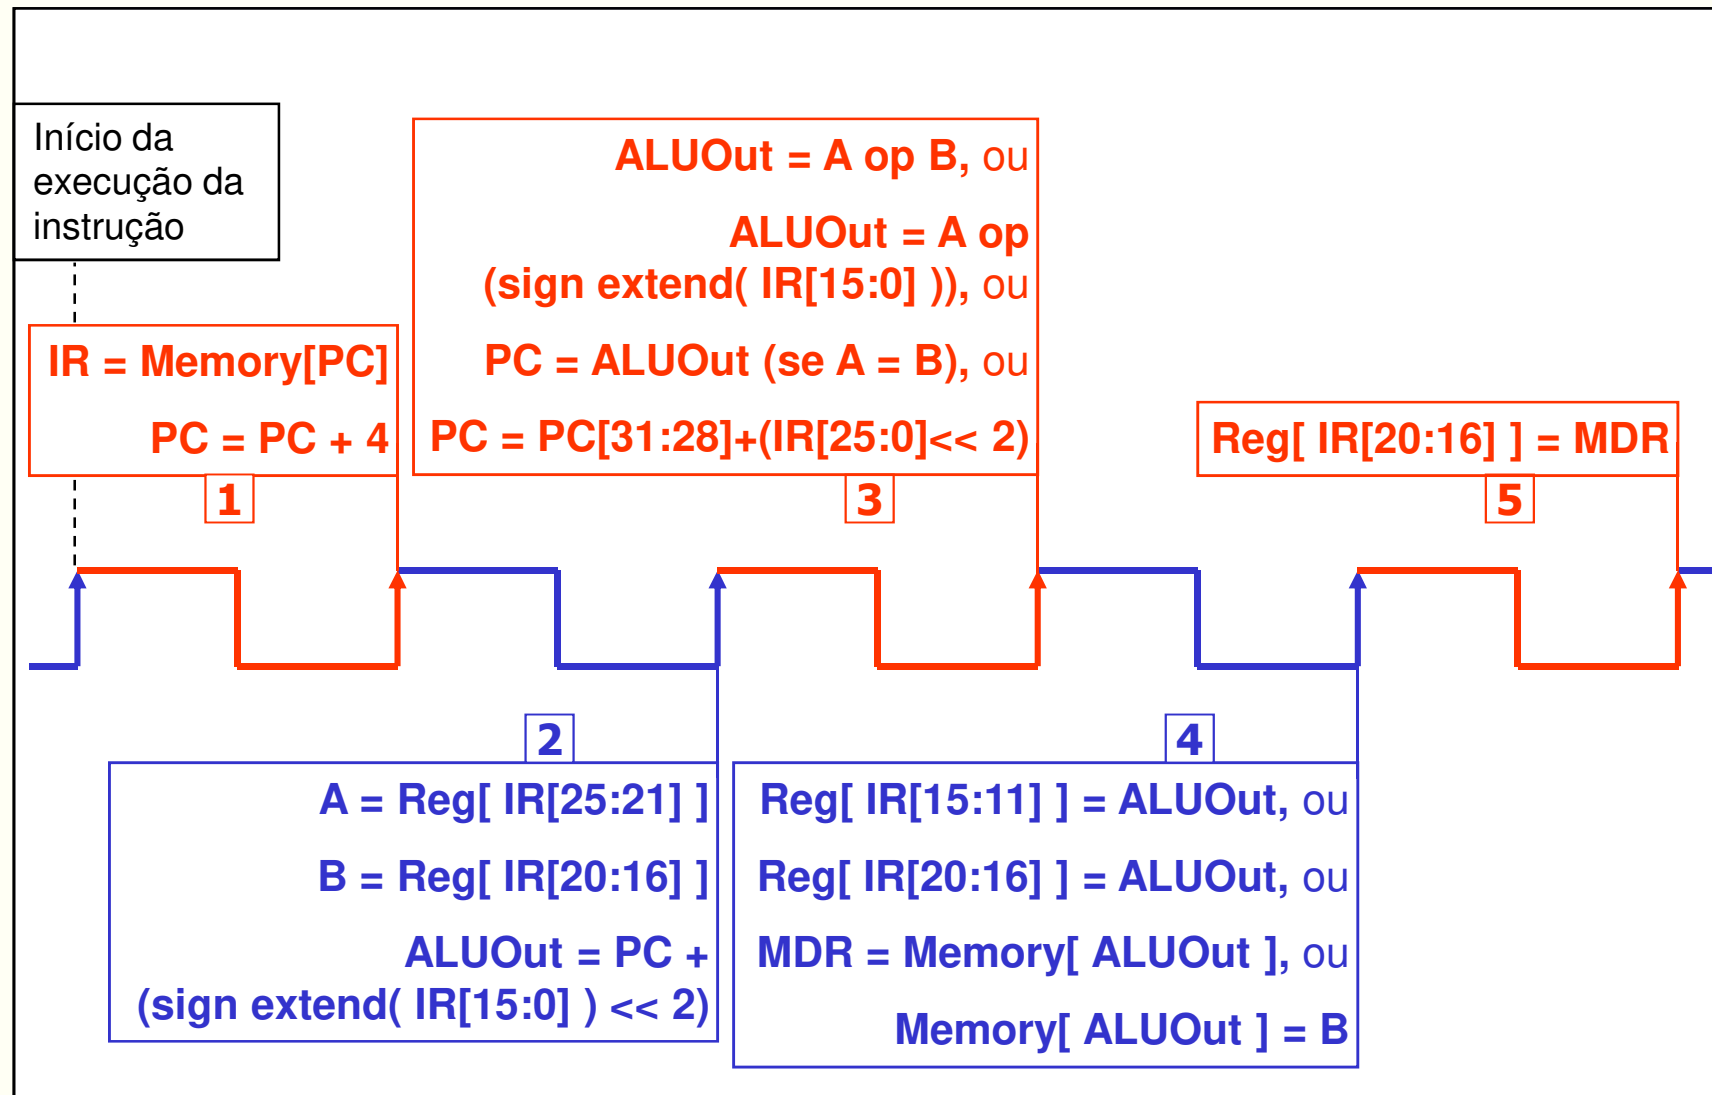 Início da
execução da
instrução
IR = Memory[PC]
PC = PC + 4
1
ALUOut = A op B, ou
ALUOut = A op
(sign extend( IR[15:0] )), ou
PC = ALUOut (se A = B), ou
PC = PC[31:28]+(IR[25:0]<< 2)
3
Reg[ IR[20:16] ] = MDR
5
2
A = Reg[ IR[25:21] ]
B = Reg[ IR[20:16] ]
ALUOut = PC +
(sign extend( IR[15:0] ) << 2)
4
Reg[ IR[15:11] ] = ALUOut, ou
Reg[ IR[20:16] ] = ALUOut, ou
MDR = Memory[ ALUOut ], ou
Memory[ ALUOut ] = B